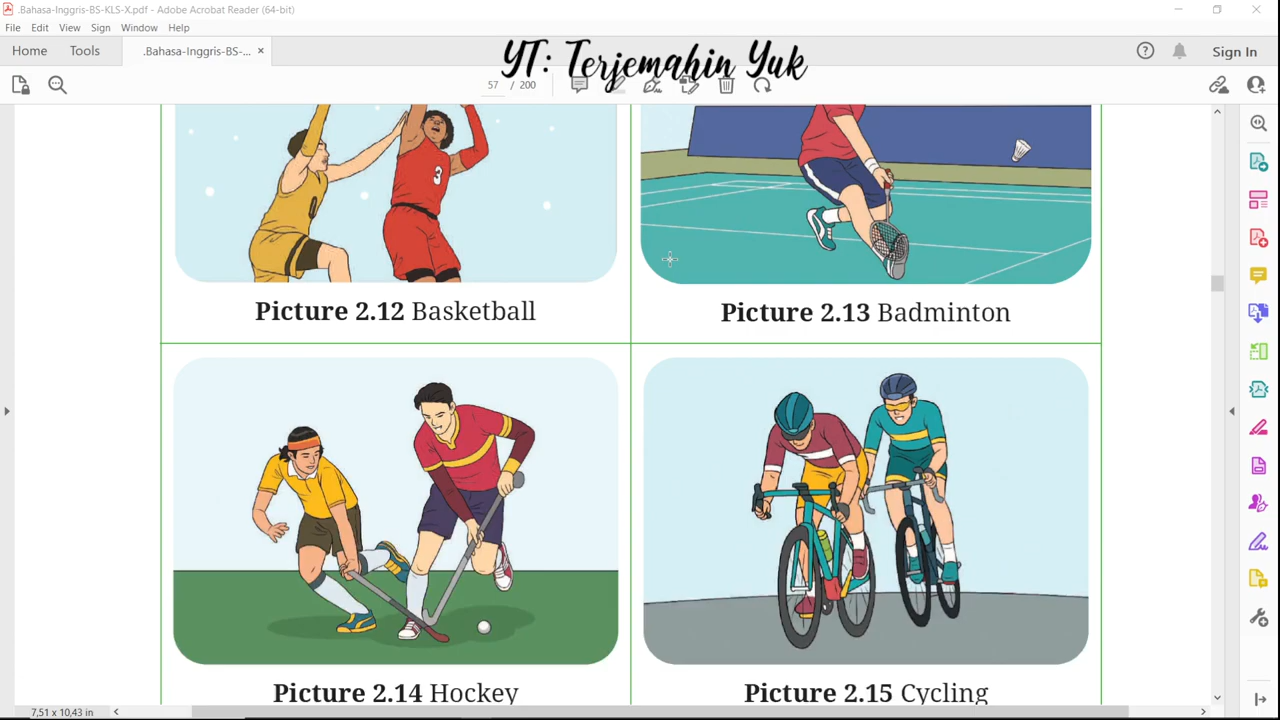 .Bahasa-Inggris-BS-KLS-X.pdf - Adobe Acrobat Reader (64-bit)
File Edit View Sign Window Help
Home Tools .Bahasa-Inggris-BS-... × Sign In
YT: Terjemahin Yuk
57 / 200
3
0
Picture 2.12 Basketball
Picture 2.13 Badminton
Picture 2.14 Hockey
Picture 2.15 Cycling
7,51 x 10,43 in